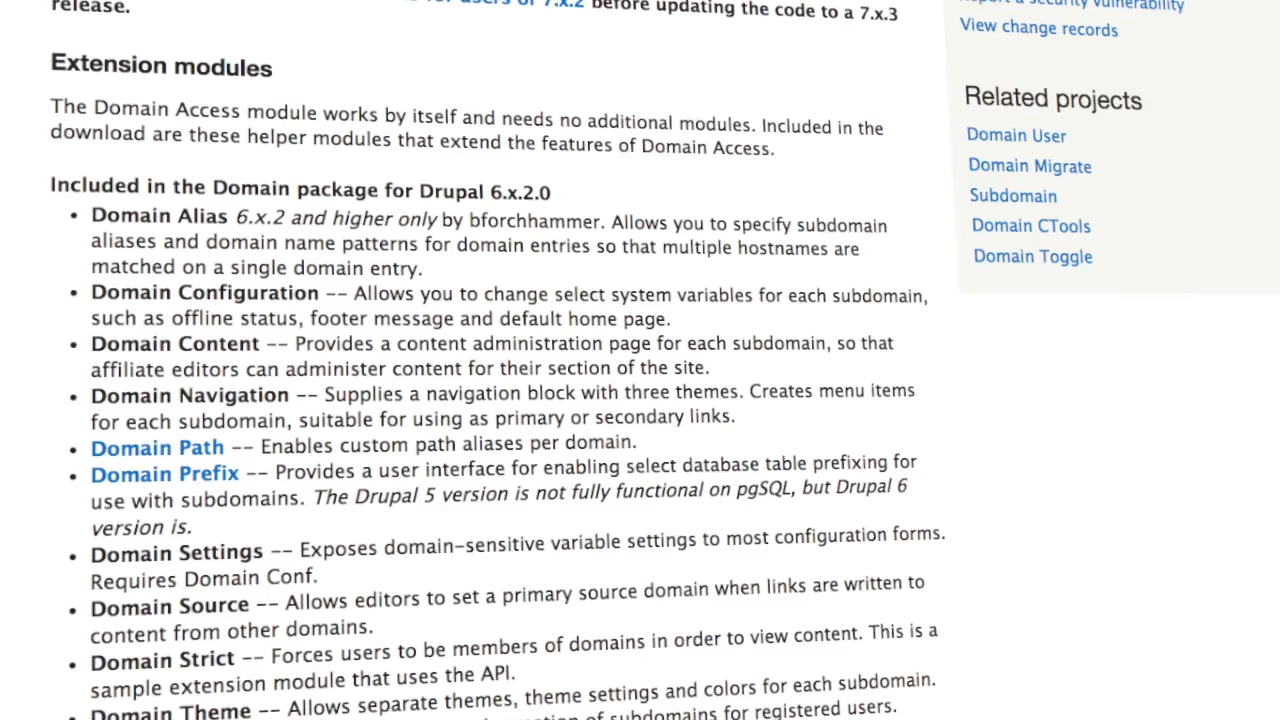 release.
for users of 7.x.2 before updating the code to a 7.x.3
Extension modules
The Domain Access module works by itself and needs no additional modules. Included in the
download are these helper modules that extend the features of Domain Access.
Included in the Domain package for Drupal 6.x.2.0
• Domain Alias 6.x.2 and higher only by bforchhammer. Allows you to specify subdomain
aliases and domain name patterns for domain entries so that multiple hostnames are
matched on a single domain entry.
• Domain Configuration -- Allows you to change select system variables for each subdomain,
such as offline status, footer message and default home page.
• Domain Content -- Provides a content administration page for each subdomain, so that
affiliate editors can administer content for their section of the site.
• Domain Navigation -- Supplies a navigation block with three themes. Creates menu items
for each subdomain, suitable for using as primary or secondary links.
• Domain Path -- Enables custom path aliases per domain.
• Domain Prefix -- Provides a user interface for enabling select database table prefixing for
use with subdomains. The Drupal 5 version is not fully functional on pgSQL, but Drupal 6
version is.
• Domain Settings -- Exposes domain-sensitive variable settings to most configuration forms.
Requires Domain Conf.
• Domain Source -- Allows editors to set a primary source domain when links are written to
content from other domains.
• Domain Strict -- Forces users to be members of domains in order to view content. This is a
sample extension module that uses the API.
• Domain Theme -- Allows separate themes, theme settings and colors for each subdomain.
of subdomains for registered users.
Report a security vulnerability
View change records
Related projects
Domain User
Domain Migrate
Subdomain
Domain CTools
Domain Toggle